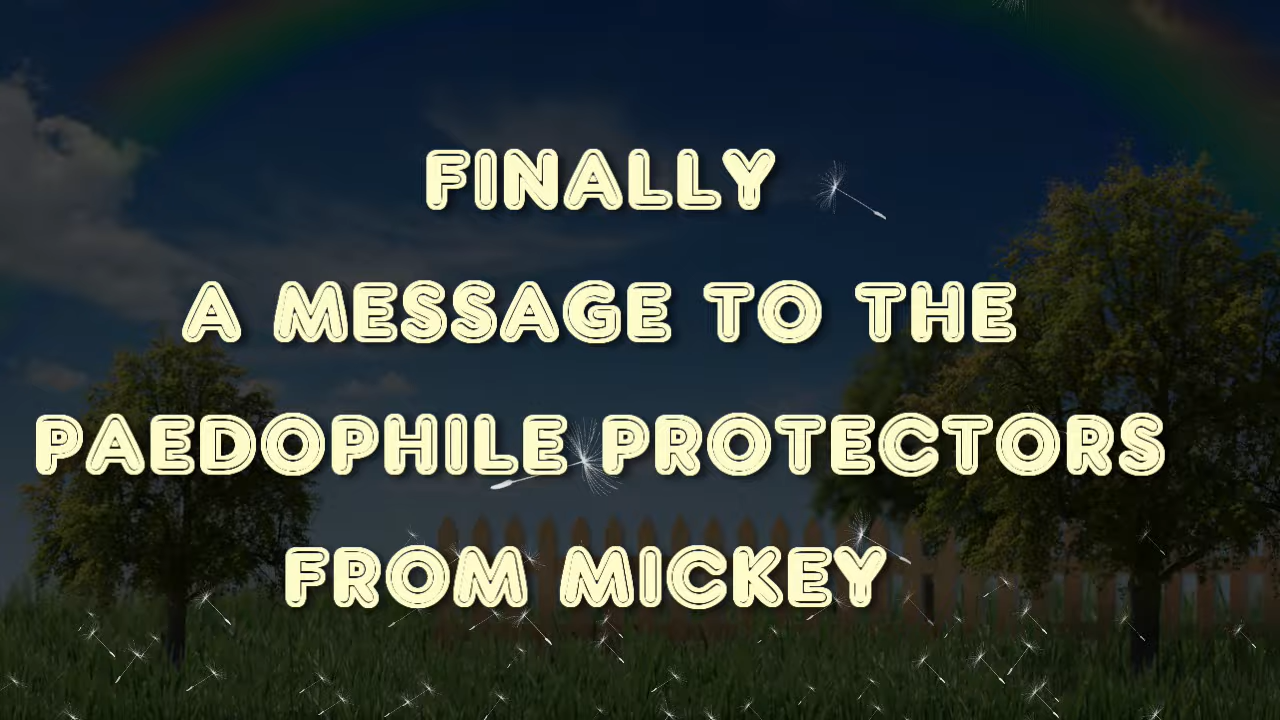 FINALLY
A MESSAGE TO THE
PAEDOPHILE PROTECTORS
FROM MICKEY